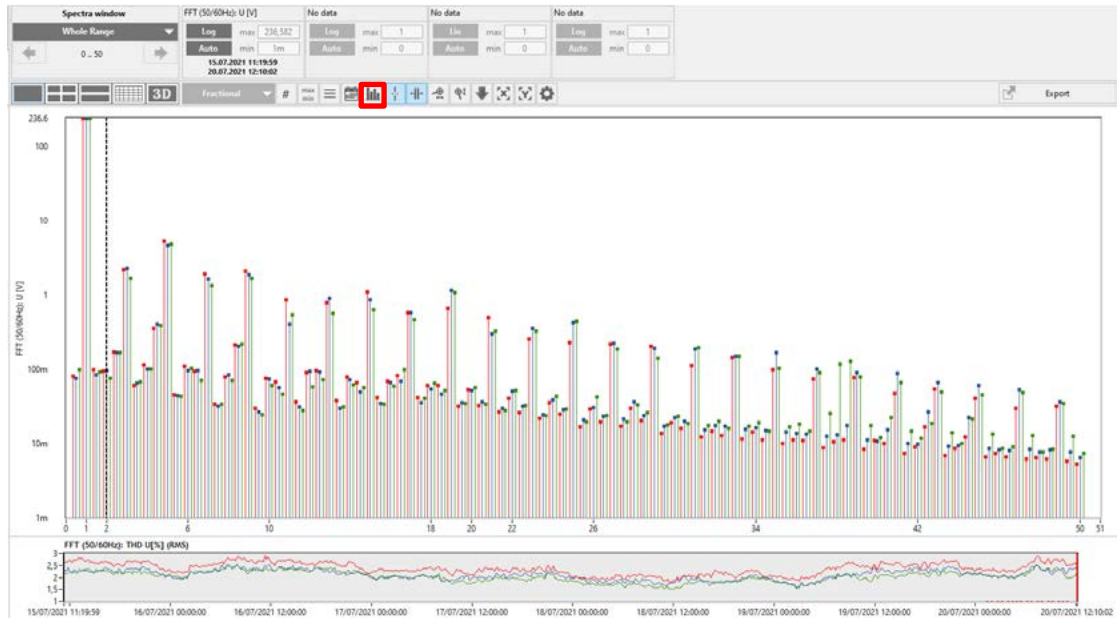 Spectra window
Whole Range
0 .. 50
FFT (50/60Hz): U [V]
Log max 236,582
Auto min 1m
15.07.2021 11:19:59
20.07.2021 12:10:02
No data
Log max 1
Auto min 0
No data
Lin max 1
Auto min 0
No data
Log max 1
Auto min 0
3D
Fractional
#
max
min
Export
FFT (50/60Hz): U [V]
236.6
100
10
1
100m
10m
1m
0 1 2 6 10 18 20 22 26 34 42 50 51
FFT (50/60Hz): THD U[%] (RMS)
3
2,5
2
1,5
1
15/07/2021 11:19:59 16/07/2021 00:00:00 16/07/2021 12:00:00 17/07/2021 00:00:00 17/07/2021 12:00:00 18/07/2021 00:00:00 18/07/2021 12:00:00 19/07/2021 00:00:00 19/07/2021 12:00:00 20/07/2021 00:00:00 20/07/2021 12:10:02